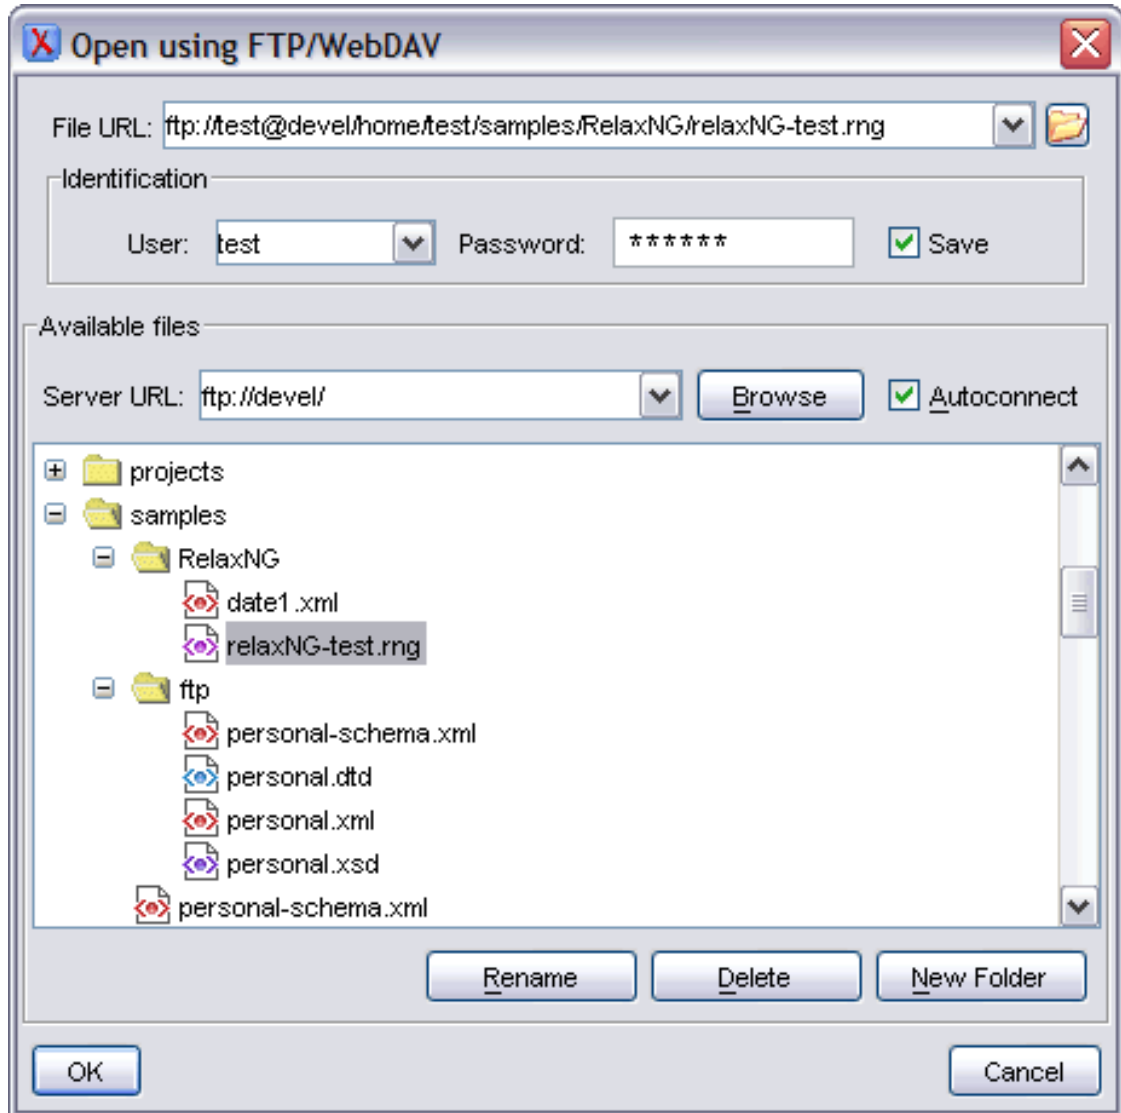 Open using FTP/WebDAV
File URL: ftp://test@devel/home/test/samples/RelaxNG/relaxNG-test.rng
Identification
User: test Password: ****** Save
Available files
Server URL: ftp://devel/ Browse Autoconnect
projects
samples
RelaxNG
date1.xml
relaxNG-test.rng
ftp
personal-schema.xml
personal.dtd
personal.xml
personal.xsd
personal-schema.xml
Rename Delete New Folder
OK Cancel